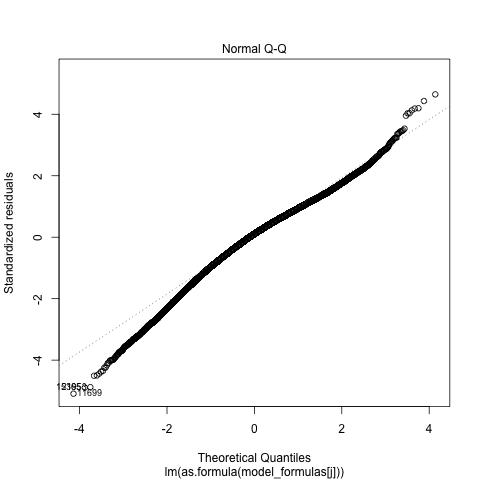 Normal Q-Q
Standardized residuals
4
2
0
-2
-4
11699
-4
-2
0
2
4
Theoretical Quantiles
lm(as.formula(model_formulas[j]))